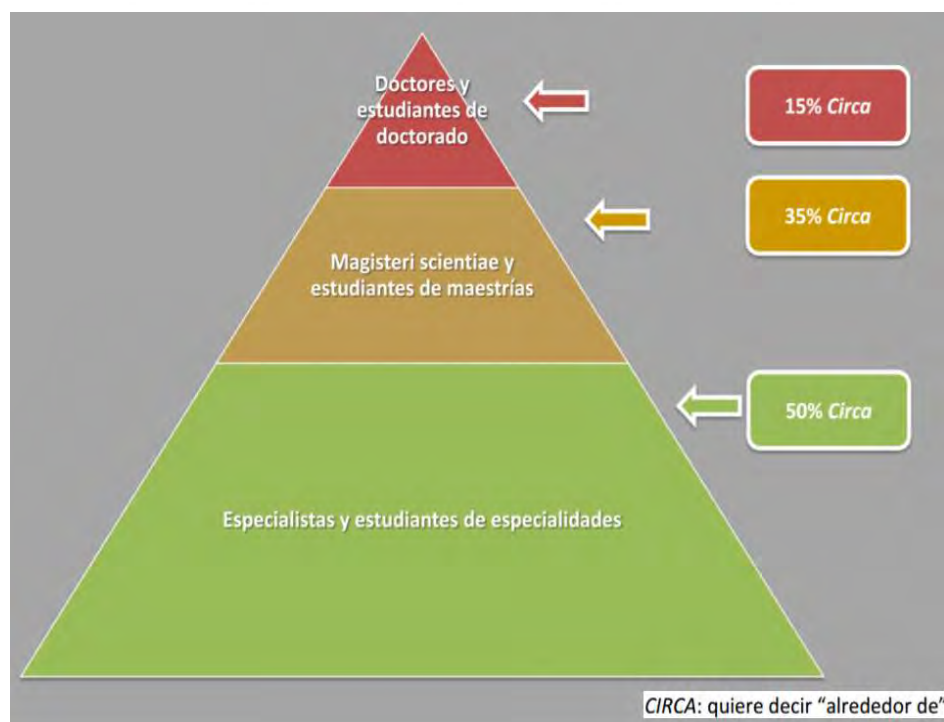 Doctores y
estudiantes de
doctorado
15% Circa
35% Circa
Magisteri scientiae y
estudiantes de maestrías
50% Circa
Especialistas y estudiantes de especialidades
CIRCA: quiere decir “alrededor de”